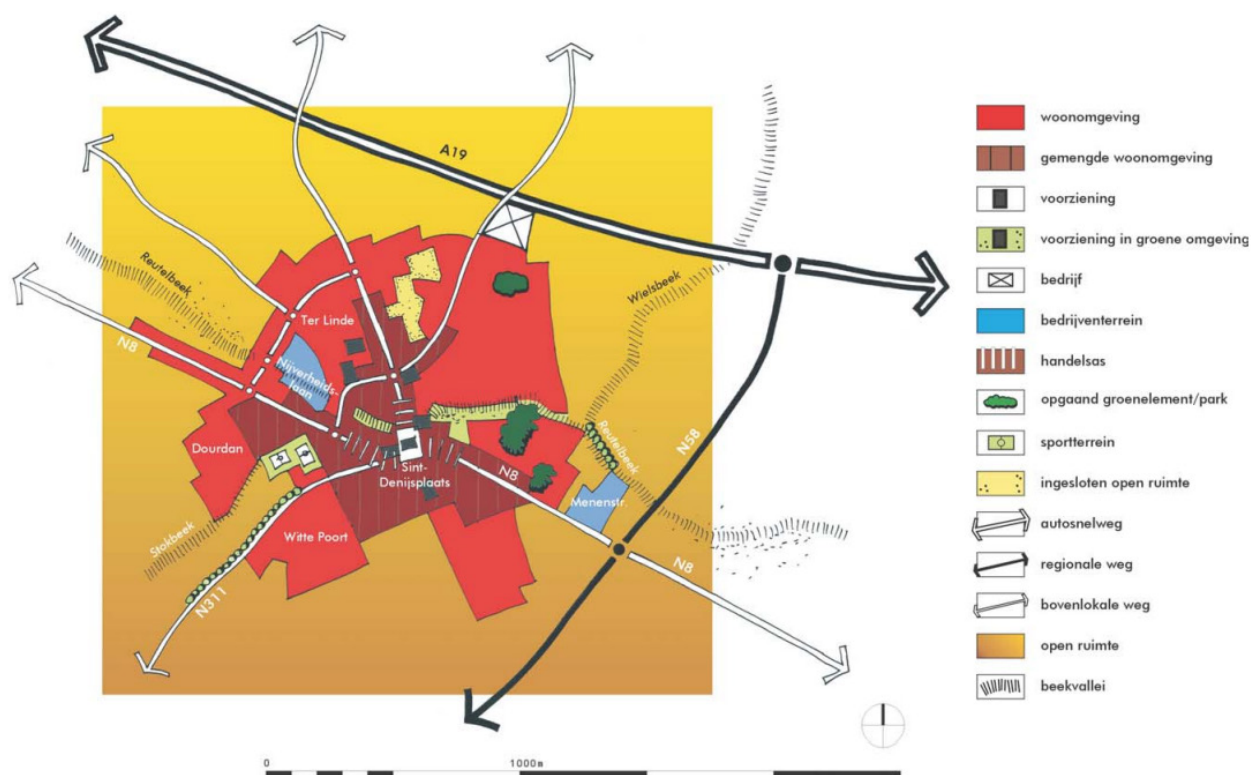 A19
Reutelbeek
Wielsbeek
Ter Linde
N8
Nijverheids-
laan
Dourdan
Reutelbeek
N58
Sint-
Denijsplaats
N8
Menenstr.
Stokbeek
Witte Poort
N8
N311
0
1000m
woonomgeving
gemengde woonomgeving
voorziening
voorziening in groene omgeving
bedrijf
bedrijventerrein
handelsas
opgaand groenelement/park
sportterrein
ingesloten open ruimte
autosnelweg
regionale weg
bovenlokale weg
open ruimte
beekvallei